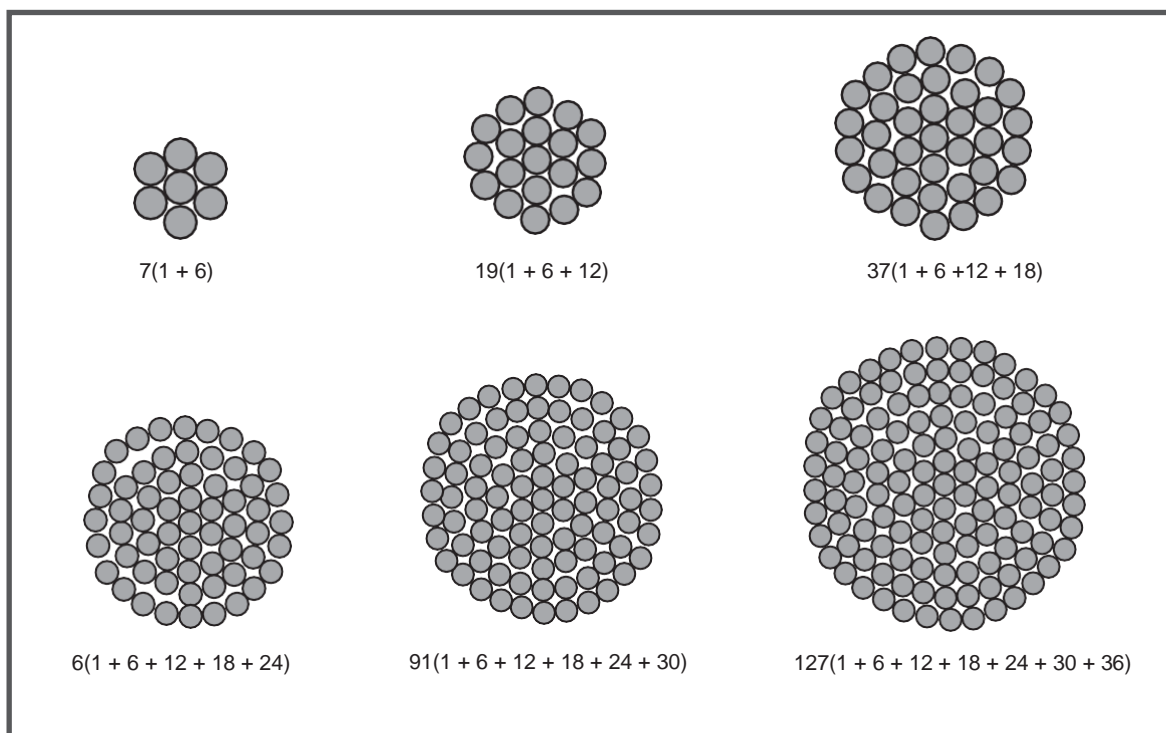 7(1 + 6)
19(1 + 6 + 12)
37(1 + 6 +12 + 18)
6(1 + 6 + 12 + 18 + 24)
91(1 + 6 + 12 + 18 + 24 + 30)
127(1 + 6 + 12 + 18 + 24 + 30 + 36)